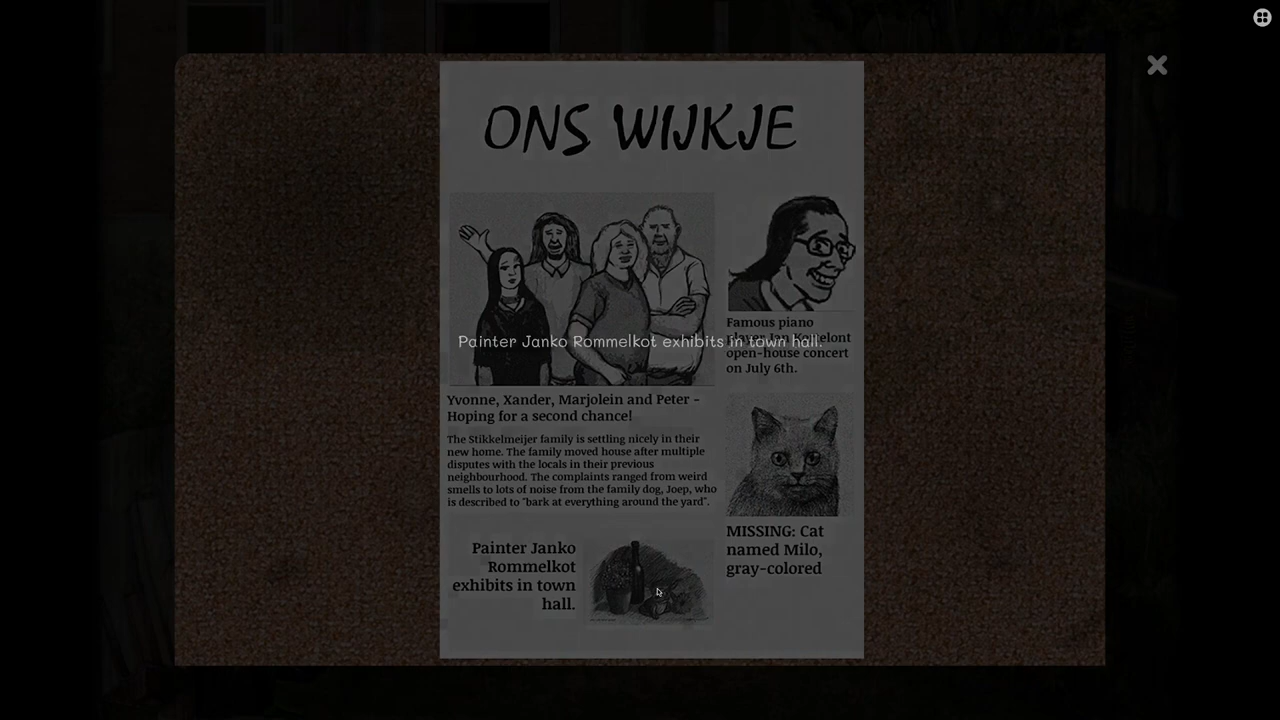 ONS WIJKJE
Famous piano
player Jan Kottelont
open-house concert
on July 6th.
Painter Janko Rommelkot exhibits in town hall.
Yvonne, Xander, Marjolein and Peter -
Hoping for a second chance!
The Stikkelmeijer family is settling nicely in their
new home. The family moved house after multiple
disputes with the locals in their previous
neighbourhood. The complaints ranged from weird
smells to lots of noise from the family dog, Joep, who
is described to "bark at everything around the yard".
MISSING: Cat
named Milo,
gray-colored
Painter Janko
Rommelkot
exhibits in town
hall.